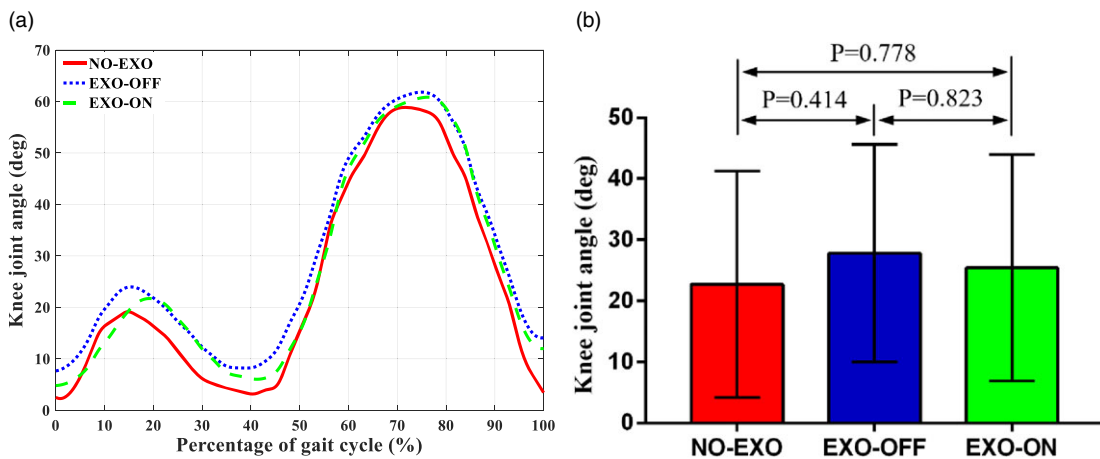 (a)
70
60
50
40
30
20
10
0
Knee joint angle (deg)
NO-EXO
EXO-OFF
EXO-ON
0 10 20 30 40 50 60 70 80 90 100
Percentage of gait cycle (%)
(b)
P=0.778
P=0.414 P=0.823
50
40
30
20
10
0
Knee joint angle (deg)
NO-EXO EXO-OFF EXO-ON